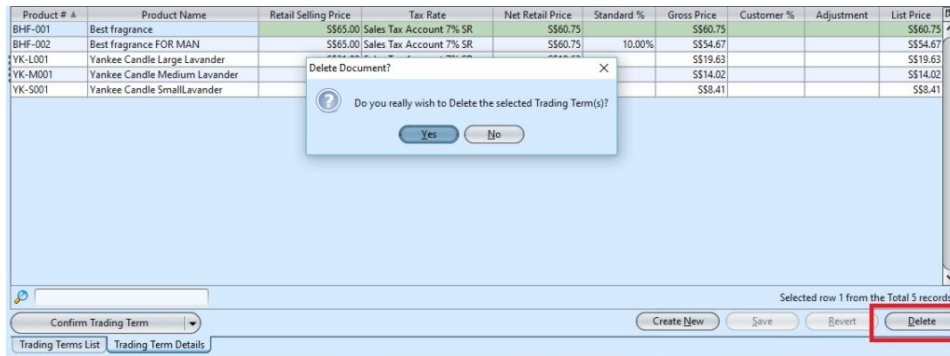 Product # Product Name Retail Selling Price Tax Rate Net Retail Price Standard % Gross Price Customer % Adjustment List Price
BHF-001 Best fragrance S$65.00 Sales Tax Account 7% SR S$60.75 S$60.75 S$60.75
BHF-002 Best fragrance FOR MAN S$65.00 Sales Tax Account 7% SR S$60.75 10.00% S$54.67 S$54.67
YK-L001 Yankee Candle Large Lavander S$19.63 S$19.63
YK-M001 Yankee Candle Medium Lavander S$14.02 S$14.02
YK-S001 Yankee Candle SmallLavander S$8.41 S$8.41
Delete Document?
Do you really wish to Delete the selected Trading Term(s)?
Yes No
Selected row 1 from the Total 5 records
Confirm Trading Term Create New Save Revert Delete
Trading Terms List Trading Term Details